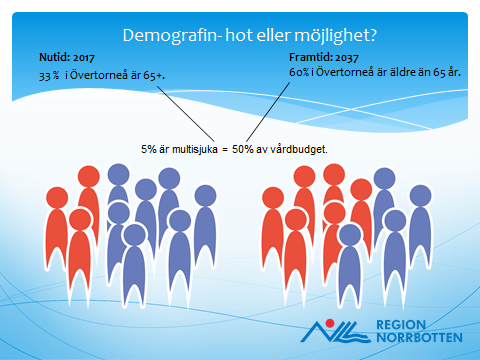 Demografin- hot eller möjlighet?
Nutid: 2017
33 % i Övertorneå är 65+.
Framtid: 2037
60% i Övertorneå är äldre än 65 år.
5% är multisjuka = 50% av vårdbudget.
REGION
NORRBOTTEN